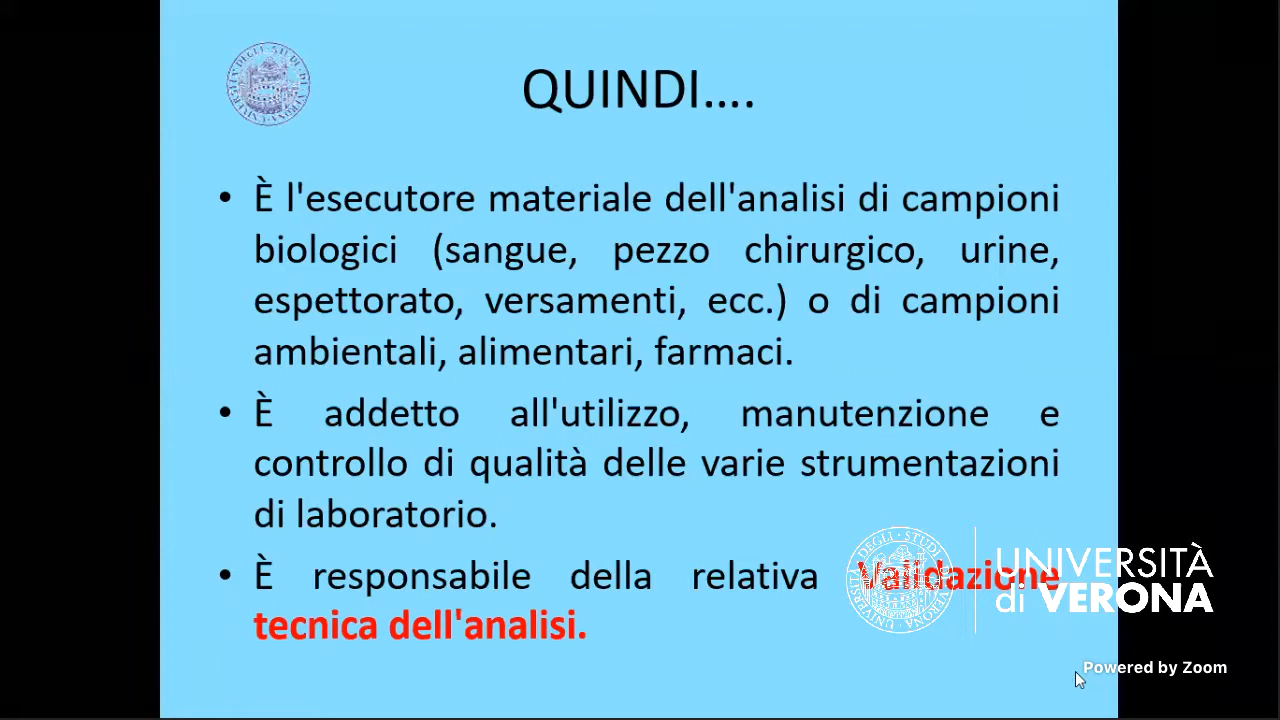 QUINDI....
• È l'esecutore materiale dell'analisi di campioni
biologici (sangue, pezzo chirurgico, urine,
espettorato, versamenti, ecc.) o di campioni
ambientali, alimentari, farmaci.
• È addetto all'utilizzo, manutenzione e
controllo di qualità delle varie strumentazioni
di laboratorio.
• È responsabile della relativa Validazione
tecnica dell'analisi.
UNIVERSITÀ
di VERONA
Powered by Zoom